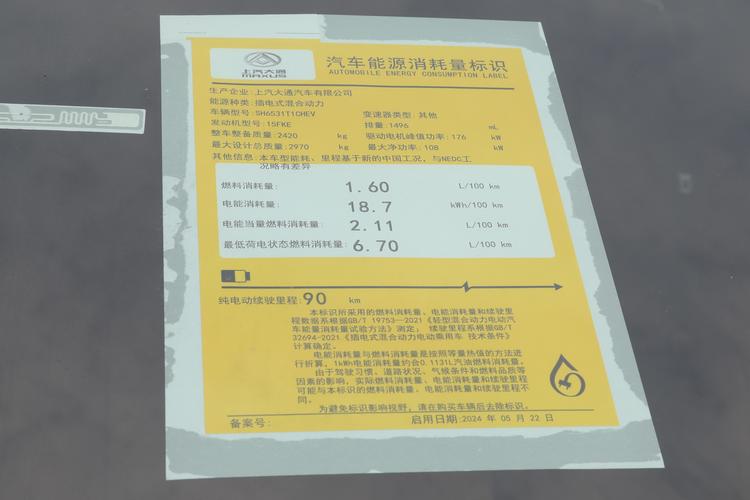 上汽大通
MAXUS
汽车能源消耗量标识
AUTOMOBILE ENERGY CONSUMPTION LABEL
生产企业:上汽大通汽车有限公司
能源种类:插电式混合动力
车辆型号:SH6531T1CHEV 变速器类型:其他
发动机型号:15FKE 排量:1496 mL
整车整备质量:2420 kg 驱动电机峰值功率:176 kW
最大设计总质量:2970 kg 最大净功率:108 kW
其他信息:本车型能耗、里程基于新的中国工况,与NEDC工
况略有差异
燃料消耗量: 1.60 L/100 km
电能消耗量: 18.7 kWh/100 km
电能当量燃料消耗量: 2.11 L/100 km
最低荷电状态燃料消耗量: 6.70 L/100 km
纯电动续驶里程:90 km
本标识所采用的燃料消耗量、电能消耗量和续驶里
程数据系根据GB/T 19753—2021《轻型混合动力电动汽
车能量消耗量试验方法》测定, 续驶里程系根据GB/T
32694-2021《插电式混合动力电动乘用车 技术条件》
计算确定。
电能消耗量与燃料消耗量是按照等量热值的方法进
行折算,1kWh电能消耗量约合0.1131L汽油燃料消耗量。
由于驾驶习惯、道路状况、气候条件和燃料品质等
因素的影响,实际燃料消耗量、电能消耗量和续驶里程
可能与本标识的燃料消耗量、电能消耗量和续驶里程不
同。
为避免标识影响视野,请在购买车辆后去除标识。
备案号: 启用日期:2024 年 05 月 22 日